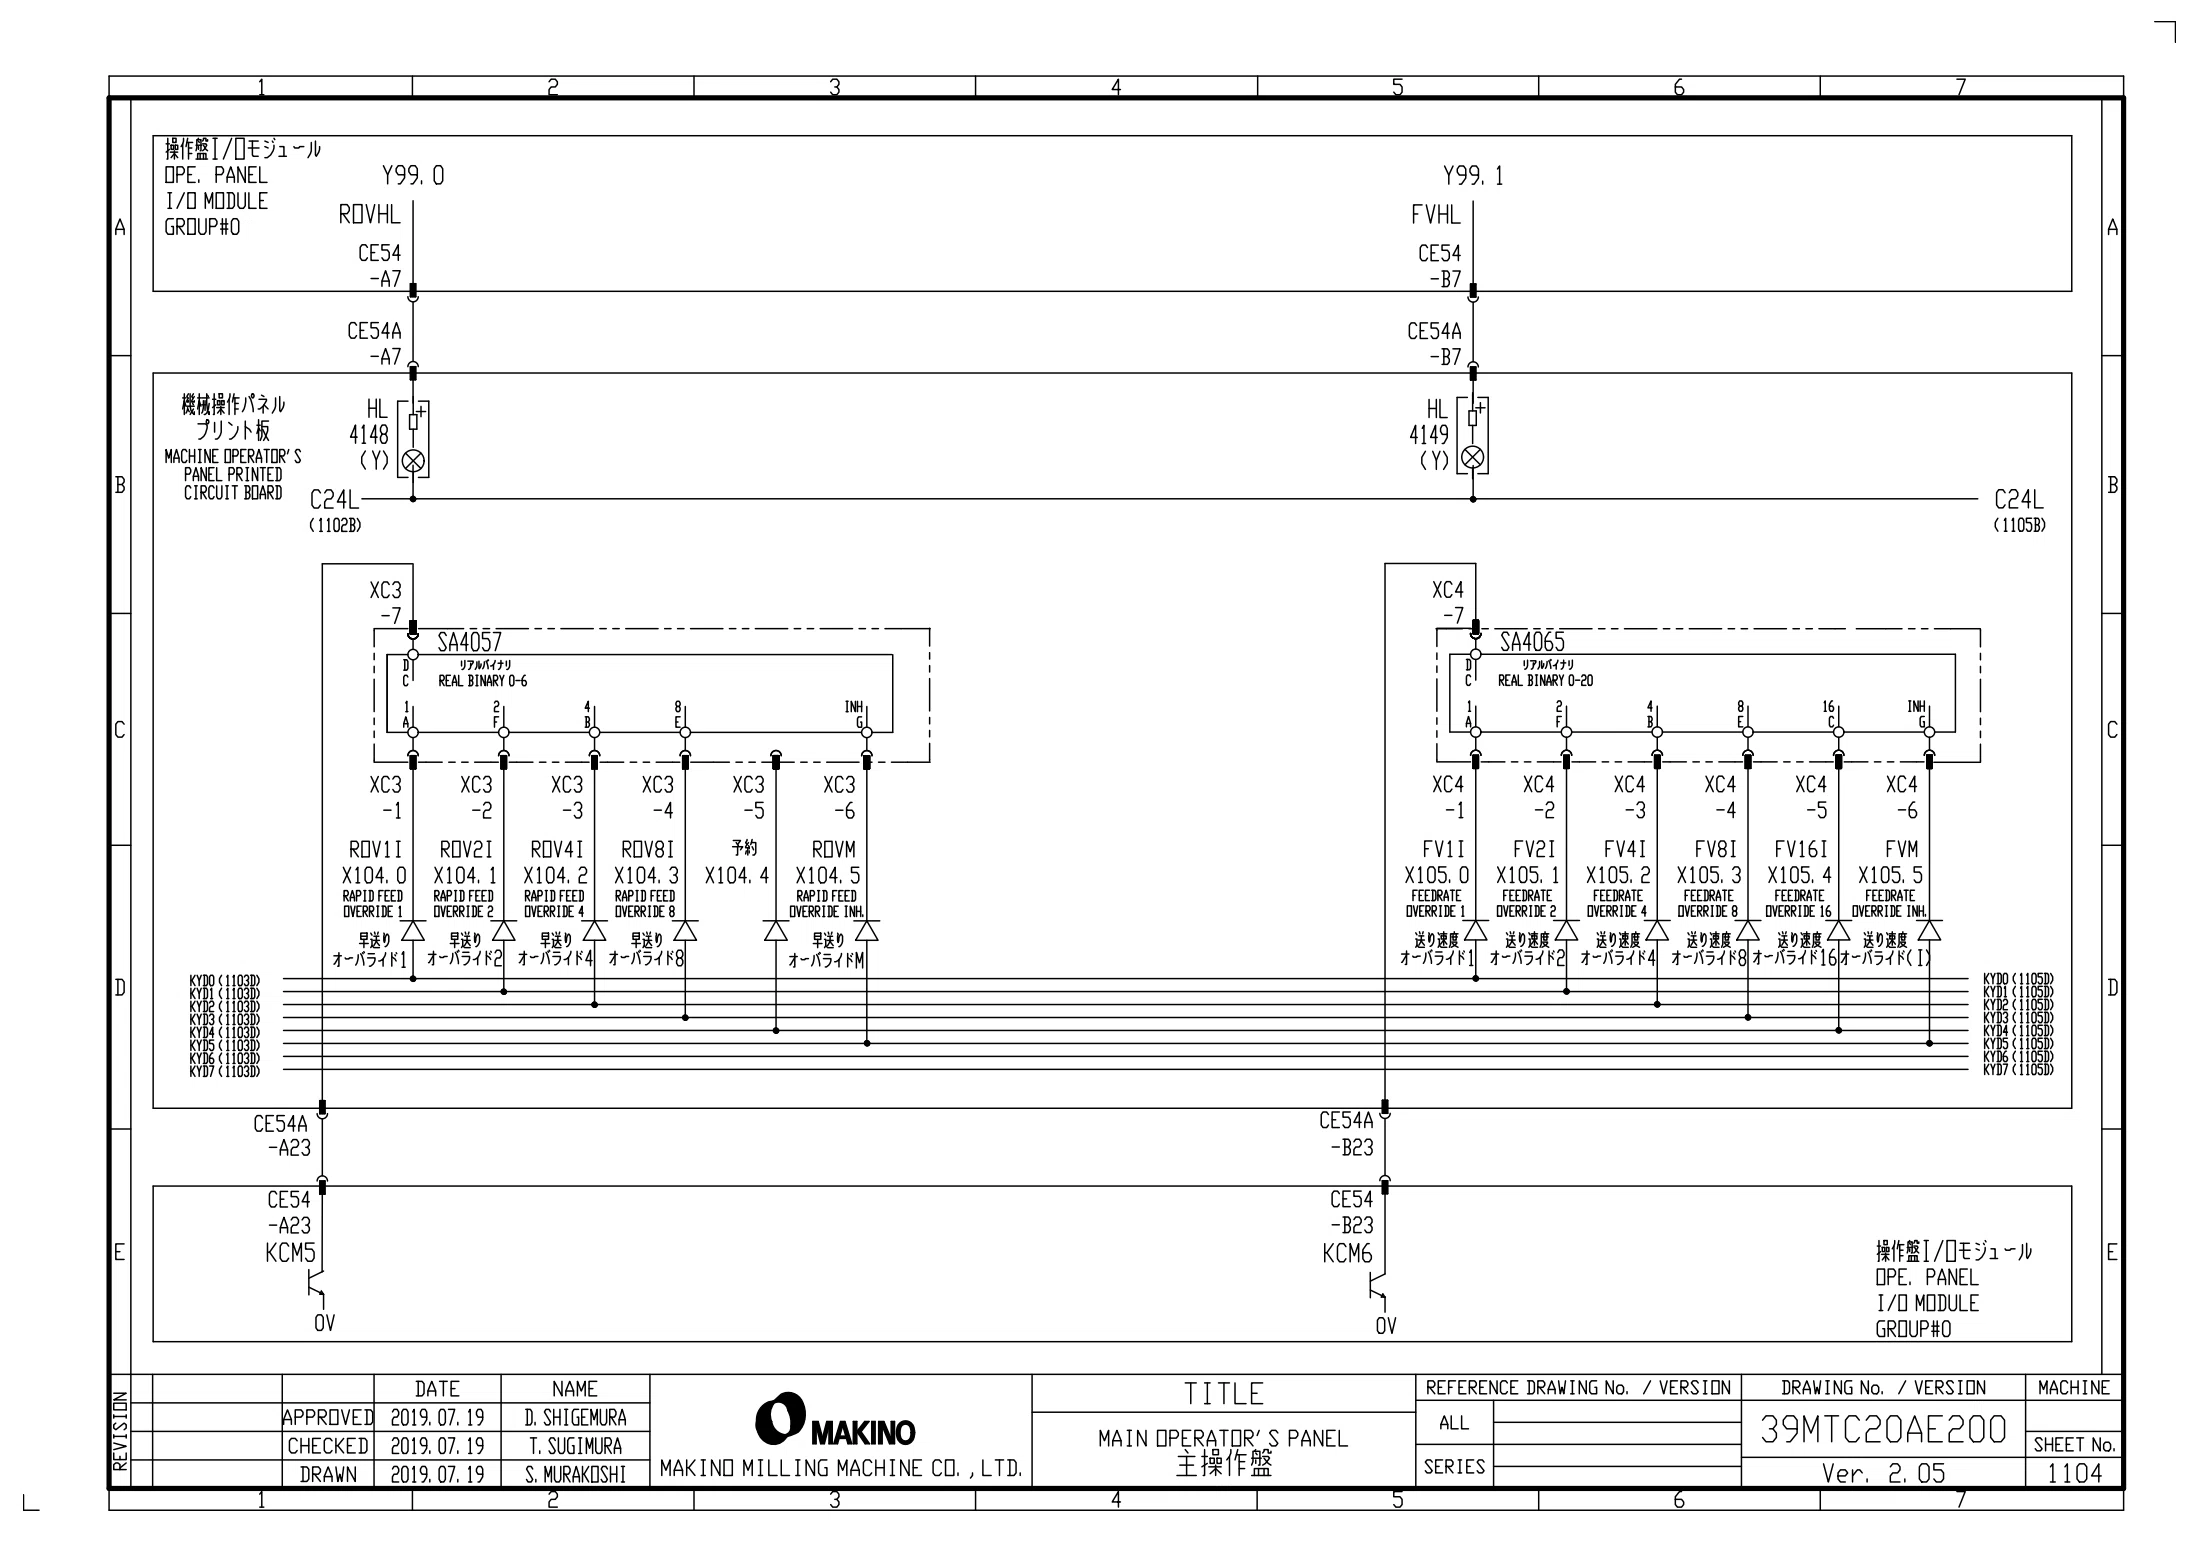 1 2 3 4 5 6 7
操作盤I/Oモジュール
OPE. PANEL
I/O MODULE
GROUP#0
Y99. 0
ROVHL
CE54
-A7
Y99. 1
FVHL
CE54
-B7
A
A
CE54A
-A7
CE54A
-B7
機械操作パネル
プリント板
MACHINE OPERATOR'S
PANEL PRINTED
CIRCUIT BOARD
HL
4148
(Y)
HL
4149
(Y)
B
B
C24L
(1102B)
C24L
(1105B)
XC3
-7
SA4057
リアルバイナリ
REAL BINARY 0-6
D
C
1 2 4 8 INH
A F B E G
XC4
-7
SA4065
リアルバイナリ
REAL BINARY 0-20
D
C
1 2 4 8 16 INH
A F B E C G
C
C
XC3 XC3 XC3 XC3 XC3 XC3
-1 -2 -3 -4 -5 -6
ROV1I ROV2I ROV4I ROV8I 予約 ROVM
X104. 0 X104. 1 X104. 2 X104. 3 X104. 4 X104. 5
RAPID FEED RAPID FEED RAPID FEED RAPID FEED RAPID FEED
OVERRIDE 1 OVERRIDE 2 OVERRIDE 4 OVERRIDE 8 OVERRIDE INH.
早送り 早送り 早送り 早送り 早送り
オーバライド1 オーバライド2 オーバライド4 オーバライド8 オーバライドM
XC4 XC4 XC4 XC4 XC4 XC4
-1 -2 -3 -4 -5 -6
FV1I FV2I FV4I FV8I FV16I FVM
X105. 0 X105. 1 X105. 2 X105. 3 X105. 4 X105. 5
FEEDRATE FEEDRATE FEEDRATE FEEDRATE FEEDRATE FEEDRATE
OVERRIDE 1 OVERRIDE 2 OVERRIDE 4 OVERRIDE 8 OVERRIDE 16 OVERRIDE INH.
送り速度 送り速度 送り速度 送り速度 送り速度 送り速度
オーバライド1 オーバライド2 オーバライド4 オーバライド8 オーバライド16 オーバライド(I)
D
D
KYD0(1103D) KYD0(1105D)
KYD1(1103D) KYD1(1105D)
KYD2(1103D) KYD2(1105D)
KYD3(1103D) KYD3(1105D)
KYD4(1103D) KYD4(1105D)
KYD5(1103D) KYD5(1105D)
KYD6(1103D) KYD6(1105D)
KYD7(1103D) KYD7(1105D)
CE54A
-A23
CE54A
-B23
CE54
-A23
KCM5
0V
CE54
-B23
KCM6
0V
E
E
操作盤I/Oモジュール
OPE. PANEL
I/O MODULE
GROUP#0
REVISION
DATE NAME
APPROVED 2019. 07. 19 D. SHIGEMURA
CHECKED 2019. 07. 19 T. SUGIMURA
DRAWN 2019. 07. 19 S. MURAKOSHI
MAKINO
MAKINO MILLING MACHINE CO. ,LTD.
TITLE
MAIN OPERATOR'S PANEL
主操作盤
REFERENCE DRAWING No. / VERSION
ALL
SERIES
DRAWING No. / VERSION
39MTC20AE200
Ver. 2. 05
MACHINE
SHEET No.
1104
1 2 3 4 5 6 7